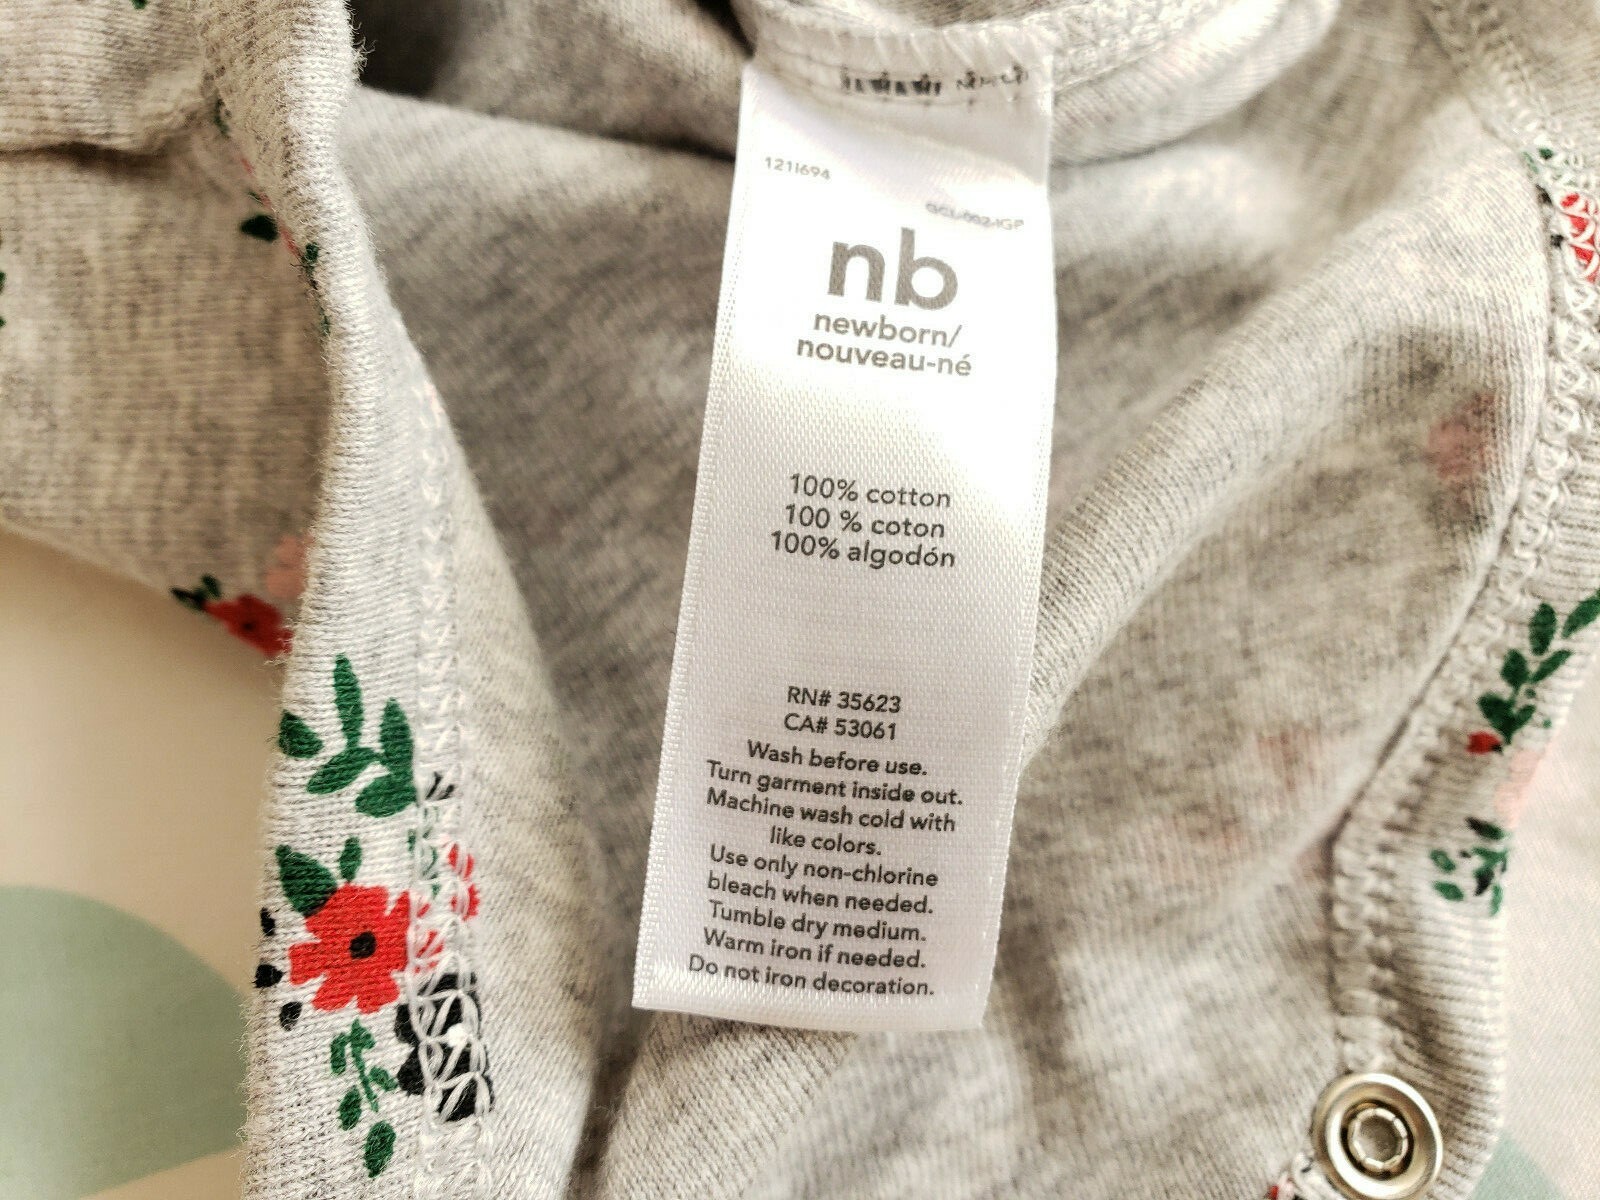 121I694
nb
newborn/
nouveau-né
100% cotton
100 % coton
100% algodón
RN# 35623
CA# 53061
Wash before use.
Turn garment inside out.
Machine wash cold with
like colors.
Use only non-chlorine
bleach when needed.
Tumble dry medium.
Warm iron if needed.
Do not iron decoration.